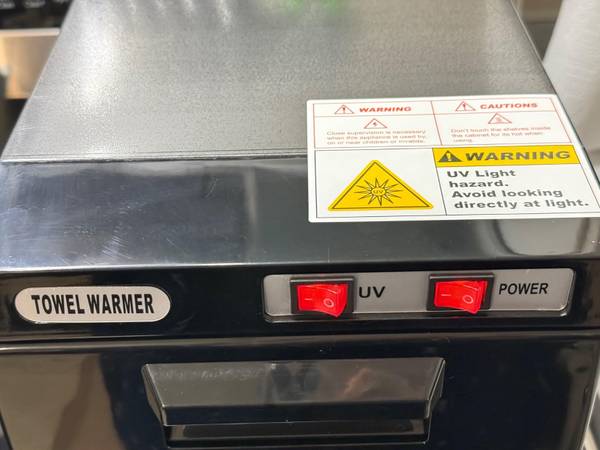 WARNING
Close supervision is necessary
when this appliance is used by,
on or near children or invalids.
CAUTIONS
Don't touch the shelves inside
the cabinet for its hot when
using.
WARNING
UV Light
hazard.
Avoid looking
directly at light.
UV
TOWEL WARMER
UV
POWER